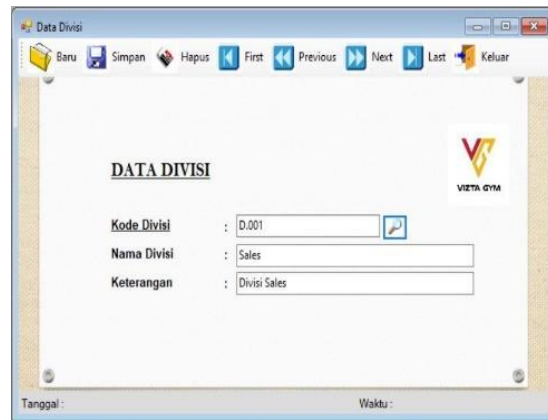 Data Divisi
Baru Simpan Hapus First Previous Next Last Keluar
VIZTA GYM
DATA DIVISI
Kode Divisi : D.001
Nama Divisi : Sales
Keterangan : Divisi Sales
Tanggal : Waktu :